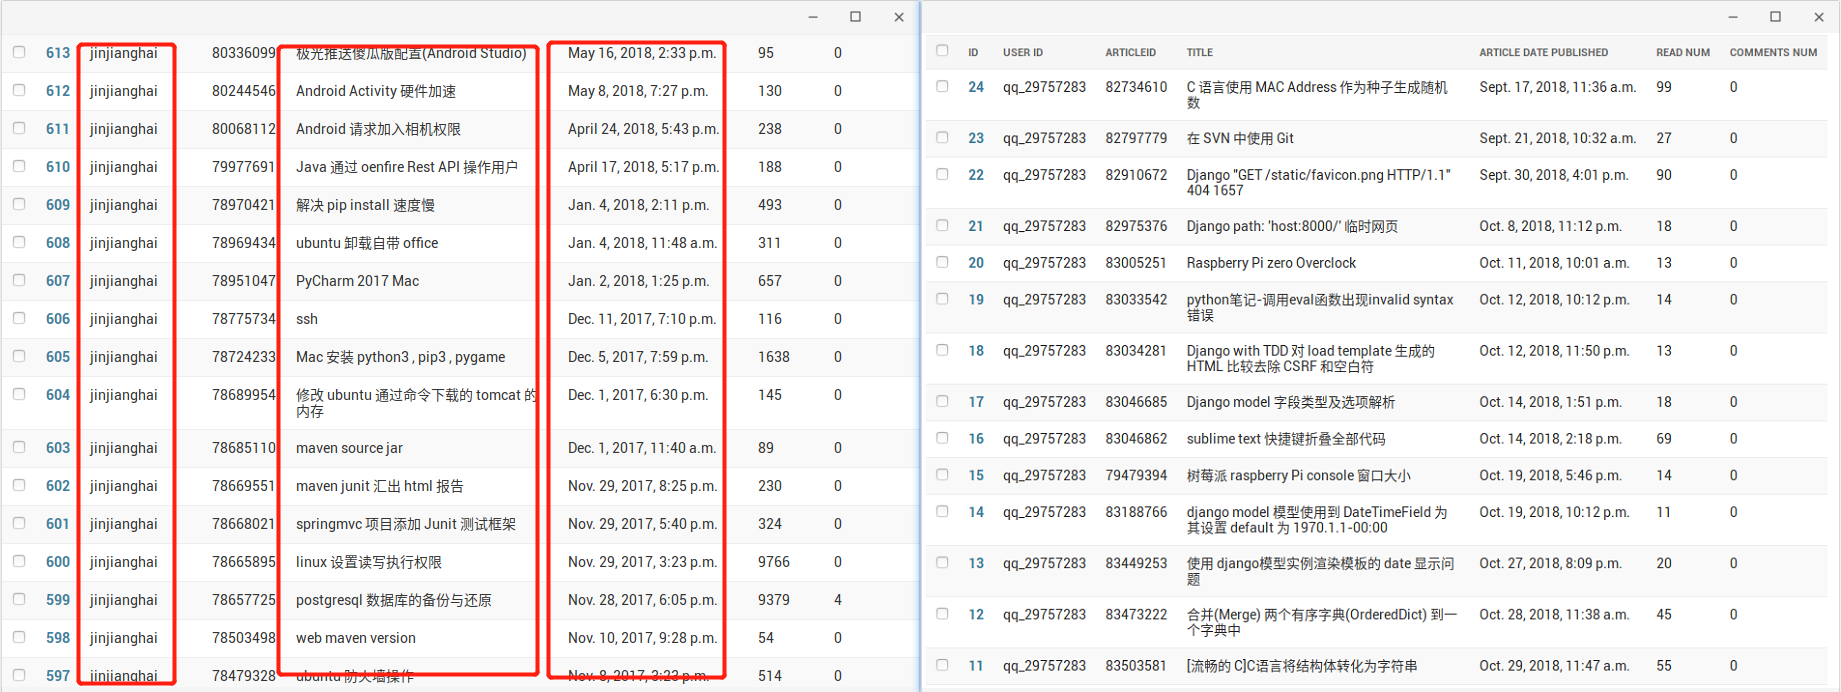 613 jinjianghai 80336099 极光推送傻瓜版配置(Android Studio) May 16, 2018, 2:33 p.m. 95 0
612 jinjianghai 80244546 Android Activity 硬件加速 May 8, 2018, 7:27 p.m. 130 0
611 jinjianghai 80068112 Android 请求加入相机权限 April 24, 2018, 5:43 p.m. 238 0
610 jinjianghai 79977691 Java 通过 oenfire Rest API 操作用户 April 17, 2018, 5:17 p.m. 188 0
609 jinjianghai 78970421 解决 pip install 速度慢 Jan. 4, 2018, 2:11 p.m. 493 0
608 jinjianghai 78969434 ubuntu 卸载自带 office Jan. 4, 2018, 11:48 a.m. 311 0
607 jinjianghai 78951047 PyCharm 2017 Mac Jan. 2, 2018, 1:25 p.m. 657 0
606 jinjianghai 78775734 ssh Dec. 11, 2017, 7:10 p.m. 116 0
605 jinjianghai 78724233 Mac 安装 python3 , pip3 , pygame Dec. 5, 2017, 7:59 p.m. 1638 0
604 jinjianghai 78689954 修改 ubuntu 通过命令下载的 tomcat 的 Dec. 1, 2017, 6:30 p.m. 145 0
内存
603 jinjianghai 78685110 maven source jar Dec. 1, 2017, 11:40 a.m. 89 0
602 jinjianghai 78669551 maven junit 汇出 html 报告 Nov. 29, 2017, 8:25 p.m. 230 0
601 jinjianghai 78668021 springmvc 项目添加 Junit 测试框架 Nov. 29, 2017, 5:40 p.m. 324 0
600 jinjianghai 78665895 linux 设置读写执行权限 Nov. 29, 2017, 3:23 p.m. 9766 0
599 jinjianghai 78657725 postgresql 数据库的备份与还原 Nov. 28, 2017, 6:05 p.m. 9379 4
598 jinjianghai 78503498 web maven version Nov. 10, 2017, 9:28 p.m. 54 0
597 jinjianghai 78479328 ubuntu 防火墙操作 Nov. 8, 2017, 3:23 p.m. 514 0
ID USER ID ARTICLEID TITLE ARTICLE DATE PUBLISHED READ NUM COMMENTS NUM
24 qq_29757283 82734610 C 语言使用 MAC Address 作为种子生成随机 Sept. 17, 2018, 11:36 a.m. 99 0
数
23 qq_29757283 82797779 在 SVN 中使用 Git Sept. 21, 2018, 10:32 a.m. 27 0
22 qq_29757283 82910672 Django "GET /static/favicon.png HTTP/1.1" Sept. 30, 2018, 4:01 p.m. 90 0
404 1657
21 qq_29757283 82975376 Django path: 'host:8000/' 临时网页 Oct. 8, 2018, 11:12 p.m. 18 0
20 qq_29757283 83005251 Raspberry Pi zero Overclock Oct. 11, 2018, 10:01 a.m. 13 0
19 qq_29757283 83033542 python笔记-调用eval函数出现invalid syntax Oct. 12, 2018, 10:12 p.m. 14 0
错误
18 qq_29757283 83034281 Django with TDD 对 load template 生成的 Oct. 12, 2018, 11:50 p.m. 13 0
HTML 比较去除 CSRF 和空白符
17 qq_29757283 83046685 Django model 字段类型及选项解析 Oct. 14, 2018, 1:51 p.m. 18 0
16 qq_29757283 83046862 sublime text 快捷键折叠全部代码 Oct. 14, 2018, 2:18 p.m. 69 0
15 qq_29757283 79479394 树莓派 raspberry Pi console 窗口大小 Oct. 19, 2018, 5:46 p.m. 14 0
14 qq_29757283 83188766 django model 模型使用到 DateTimeField 为 Oct. 19, 2018, 10:12 p.m. 11 0
其设置 default 为 1970.1.1-00:00
13 qq_29757283 83449253 使用 django模型实例渲染模板的 date 显示问 Oct. 27, 2018, 8:09 p.m. 20 0
题
12 qq_29757283 83473222 合并(Merge) 两个有序字典(OrderedDict) 到一 Oct. 28, 2018, 11:38 a.m. 45 0
个字典中
11 qq_29757283 83503581 [流畅的 C]C语言将结构体转化为字符串 Oct. 29, 2018, 11:47 a.m. 55 0